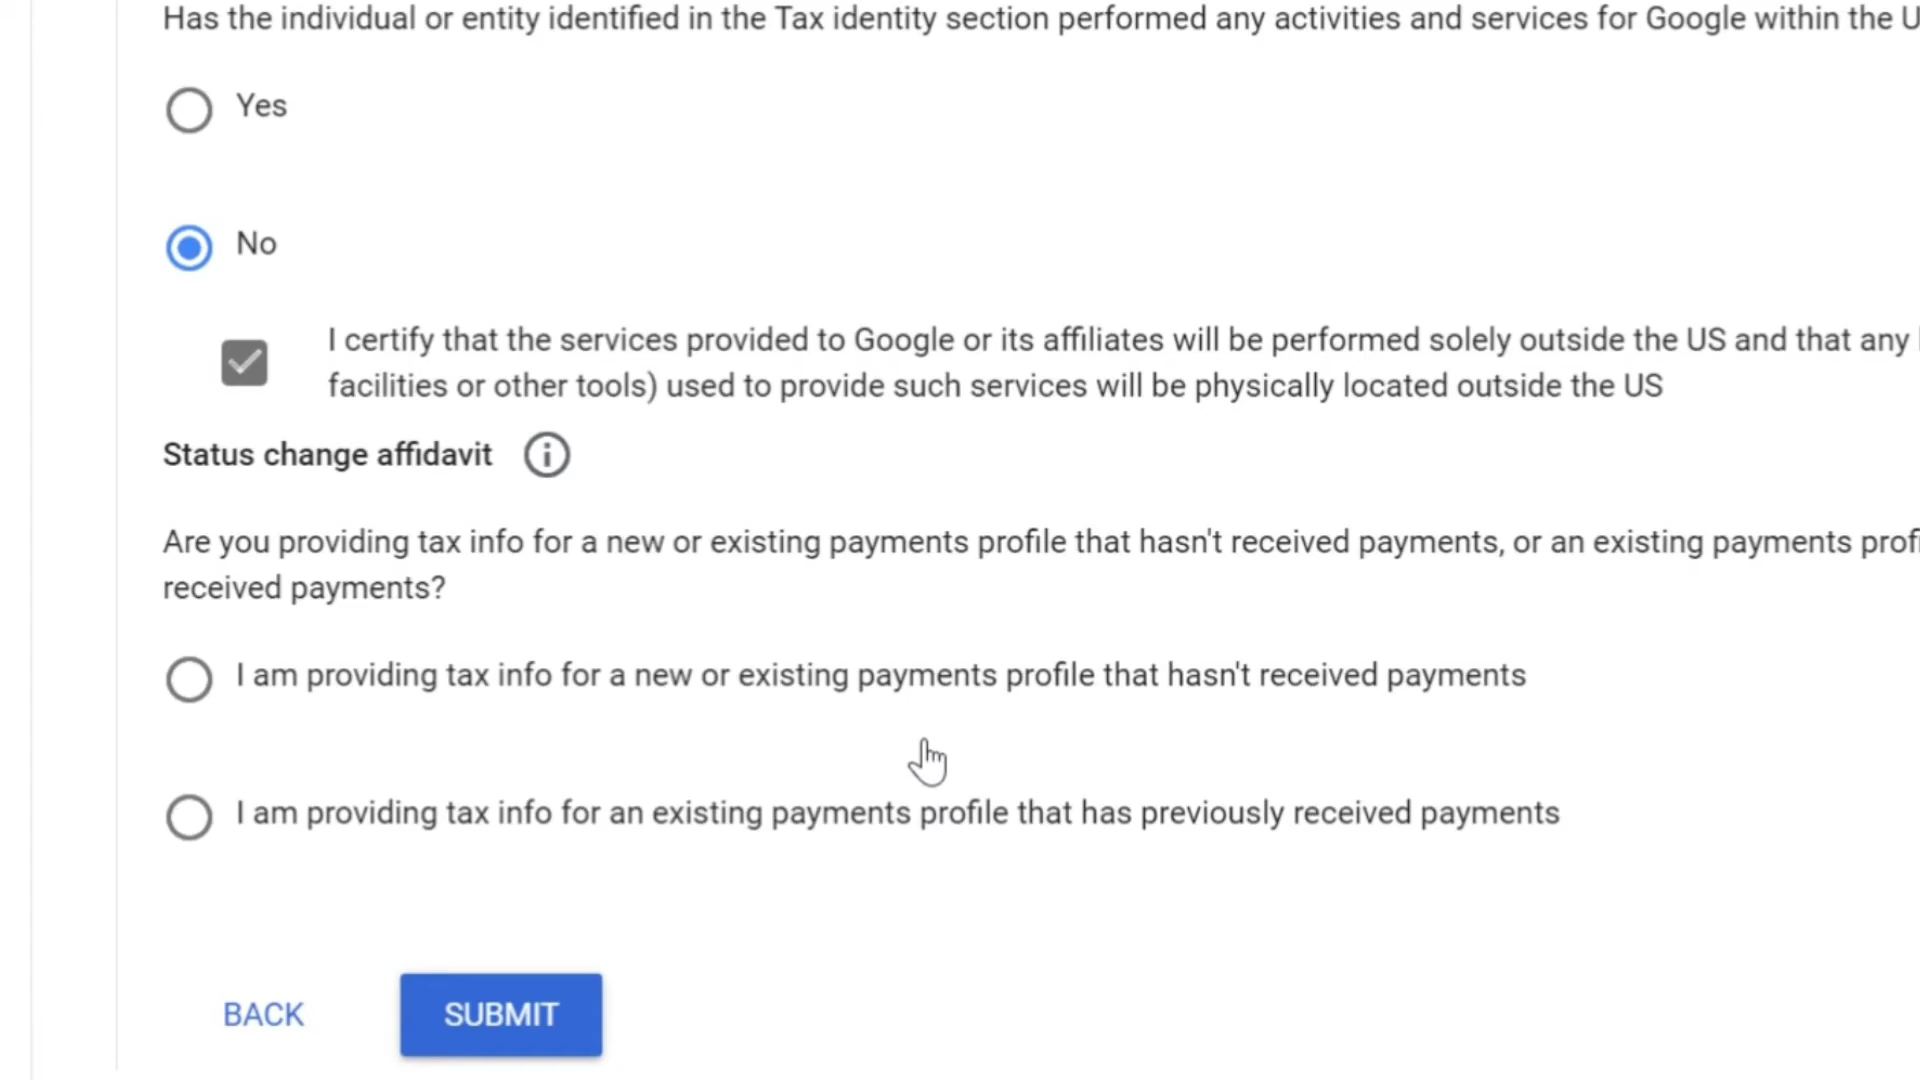 Has the individual or entity identified in the Tax identity section performed any activities and services for Google within the U
Yes
No
I certify that the services provided to Google or its affiliates will be performed solely outside the US and that any
facilities or other tools) used to provide such services will be physically located outside the US
Status change affidavit
Are you providing tax info for a new or existing payments profile that hasn't received payments, or an existing payments profi
received payments?
I am providing tax info for a new or existing payments profile that hasn't received payments
I am providing tax info for an existing payments profile that has previously received payments
BACK
SUBMIT